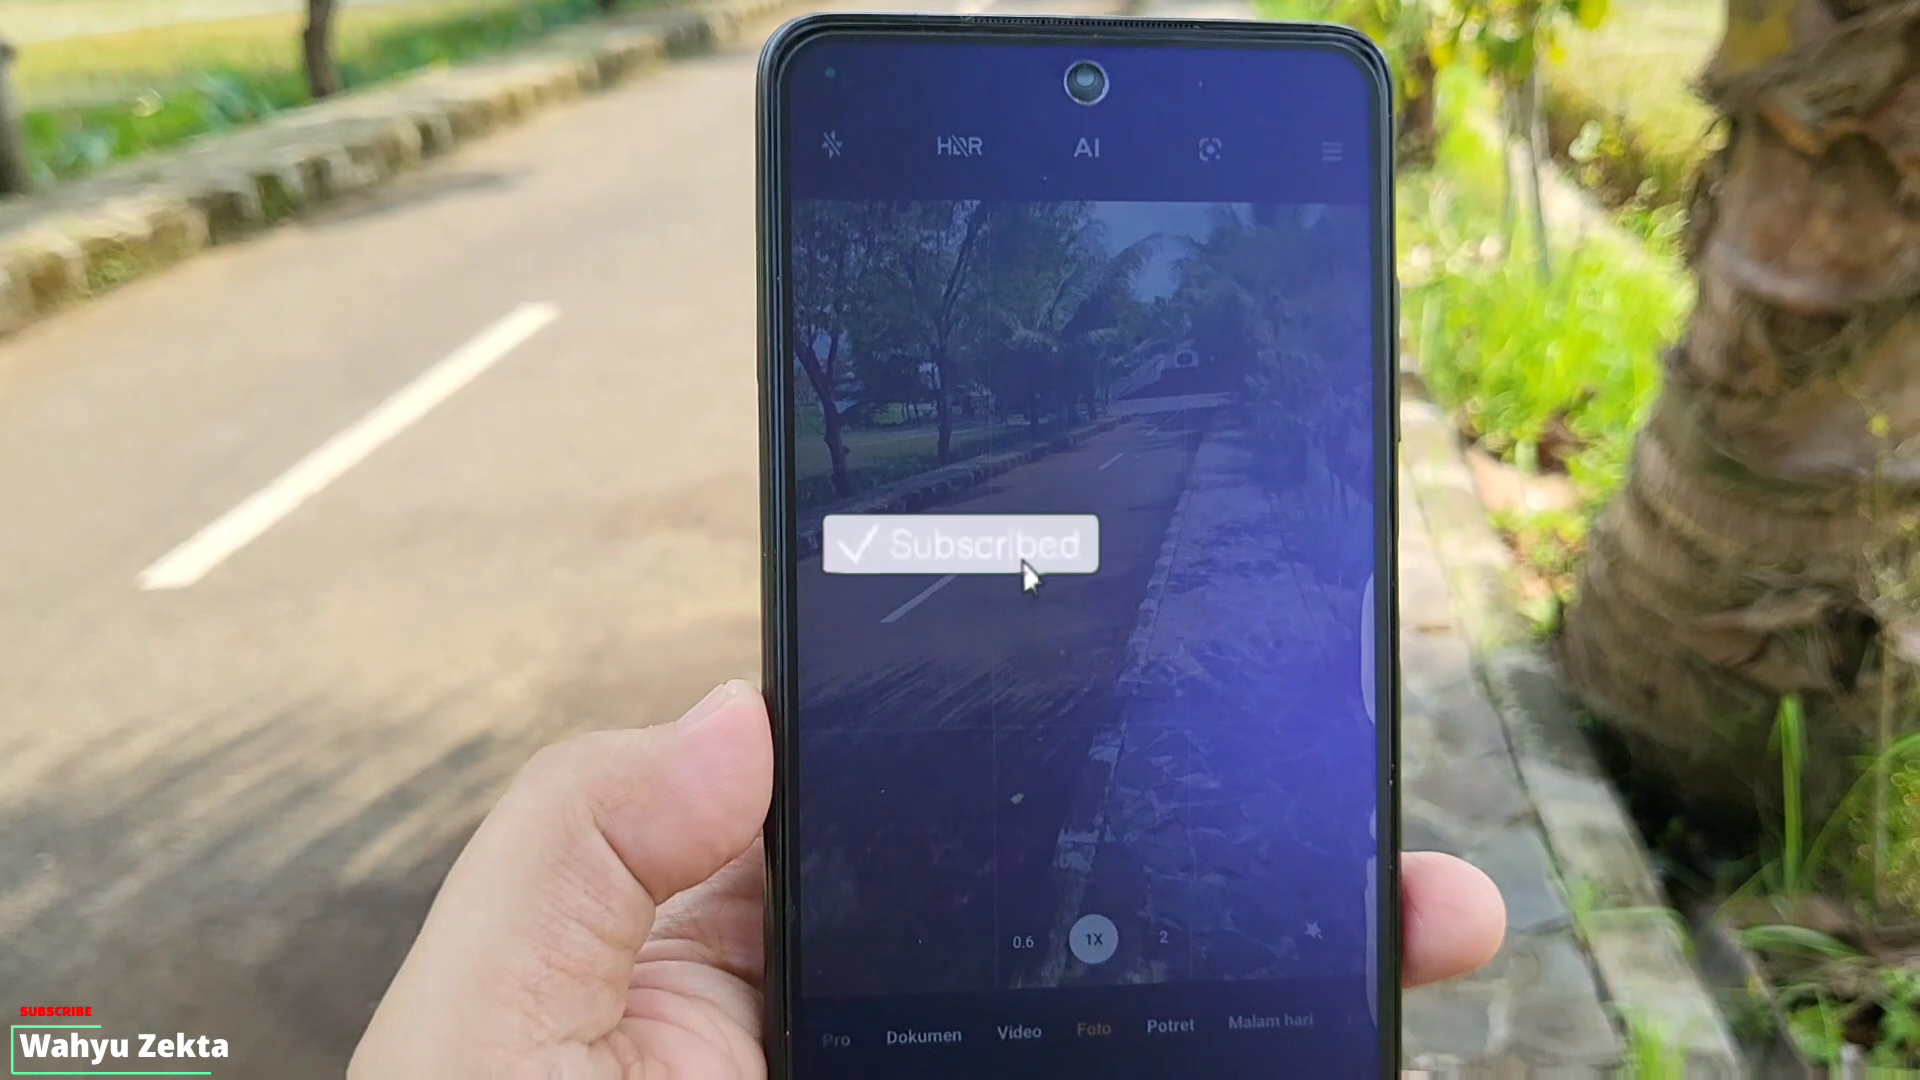 HDR
AI
Subscribed
0.6
1X
2
Pro
Dokumen
Video
Foto
Potret
Malam hari
SUBSCRIBE
Wahyu Zekta